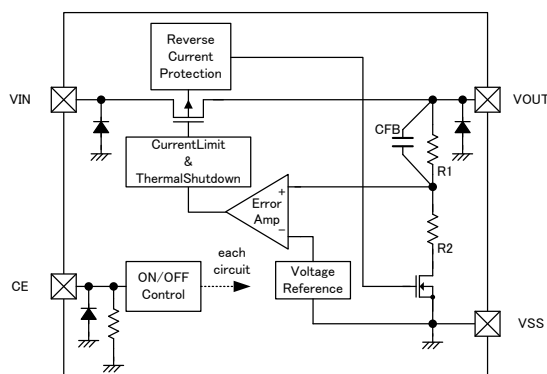 Reverse
Current
Protection
VIN
VOUT
CFB
R1
CurrentLimit
&
ThermalShutdown
+
Error
Amp
−
R2
each
circuit
CE
ON/OFF
Control
Voltage
Reference
VSS